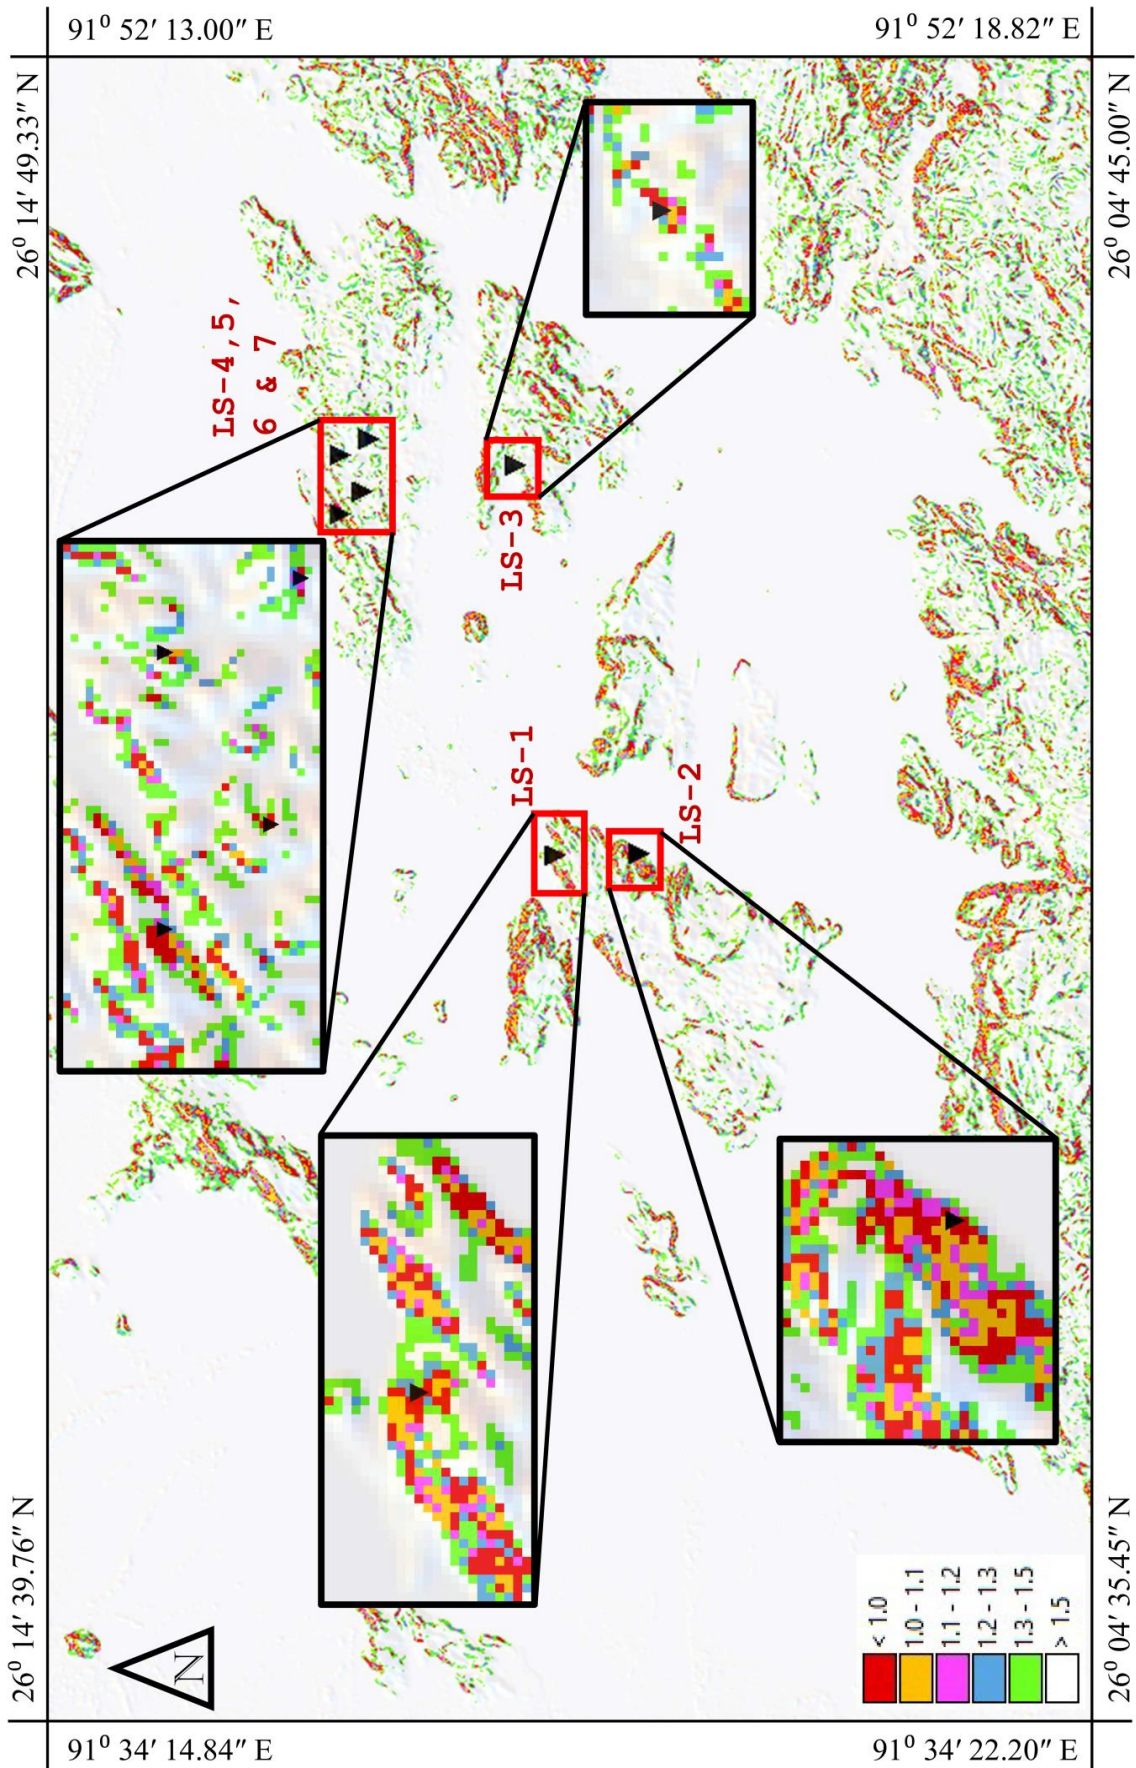 91⁰ 52′ 13.00″ E
91⁰ 52′ 18.82″ E
26⁰ 14′ 49.33″ N
26⁰ 04′ 45.00″ N
LS-4,5,
6 & 7
LS-3
LS-1
LS-2
26⁰ 14′ 39.76″ N
26⁰ 04′ 35.45″ N
N
< 1.0
1.0 - 1.1
1.1 - 1.2
1.2 - 1.3
1.3 - 1.5
> 1.5
91⁰ 34′ 14.84″ E
91⁰ 34′ 22.20″ E